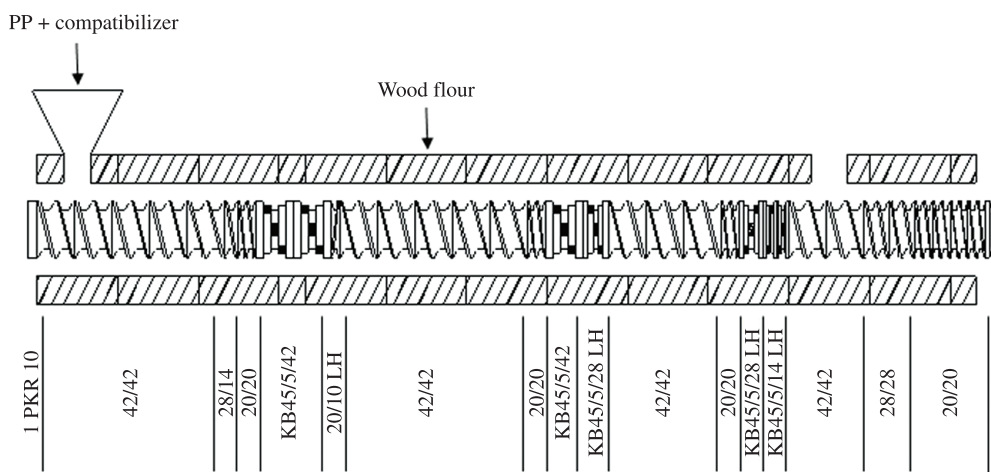 PP + compatibilizer
Wood flour
1 PKR 10
42/42
28/14
20/20
KB45/5/42
20/10 LH
42/42
20/20
KB45/5/42
KB45/5/28 LH
42/42
20/20
KB45/5/28 LH
KB45/5/14 LH
42/42
28/28
20/20